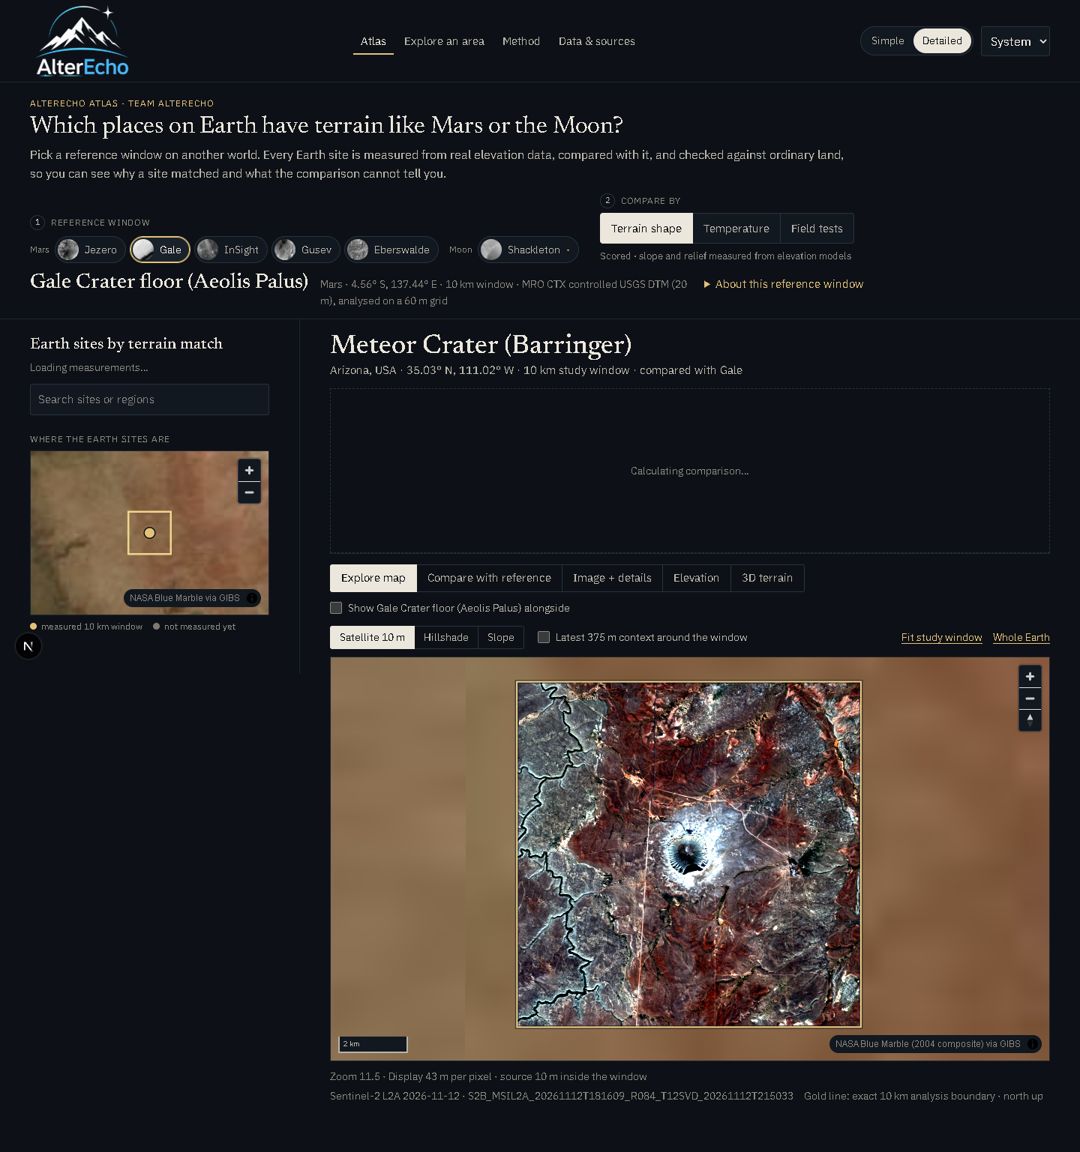 AlterEcho
Atlas
Explore an area
Method
Data & sources
Simple
Detailed
System
ALTERECHO ATLAS · TEAM ALTERECHO
Which places on Earth have terrain like Mars or the Moon?
Pick a reference window on another world. Every Earth site is measured from real elevation data, compared with it, and checked against ordinary land,
so you can see why a site matched and what the comparison cannot tell you.
1 REFERENCE WINDOW
Mars
Jezero
Gale
InSight
Gusev
Eberswalde
Moon
Shackleton ·
2 COMPARE BY
Terrain shape
Temperature
Field tests
Scored · slope and relief measured from elevation models
Gale Crater floor (Aeolis Palus)
Mars · 4.56° S, 137.44° E · 10 km window · MRO CTX controlled USGS DTM (20
m), analysed on a 60 m grid
▶ About this reference window
Earth sites by terrain match
Loading measurements...
Search sites or regions
WHERE THE EARTH SITES ARE
+
−
NASA Blue Marble via GIBS
measured 10 km window
not measured yet
N
Meteor Crater (Barringer)
Arizona, USA · 35.03° N, 111.02° W · 10 km study window · compared with Gale
Calculating comparison...
Explore map
Compare with reference
Image + details
Elevation
3D terrain
Show Gale Crater floor (Aeolis Palus) alongside
Satellite 10 m
Hillshade
Slope
Latest 375 m context around the window
Fit study window
Whole Earth
+
−
2 km
NASA Blue Marble (2004 composite) via GIBS
Zoom 11.5 · Display 43 m per pixel · source 10 m inside the window
Sentinel-2 L2A 2026-11-12 · S2B_MSIL2A_20261112T181609_R084_T12SVD_20261112T215033
Gold line: exact 10 km analysis boundary · north up